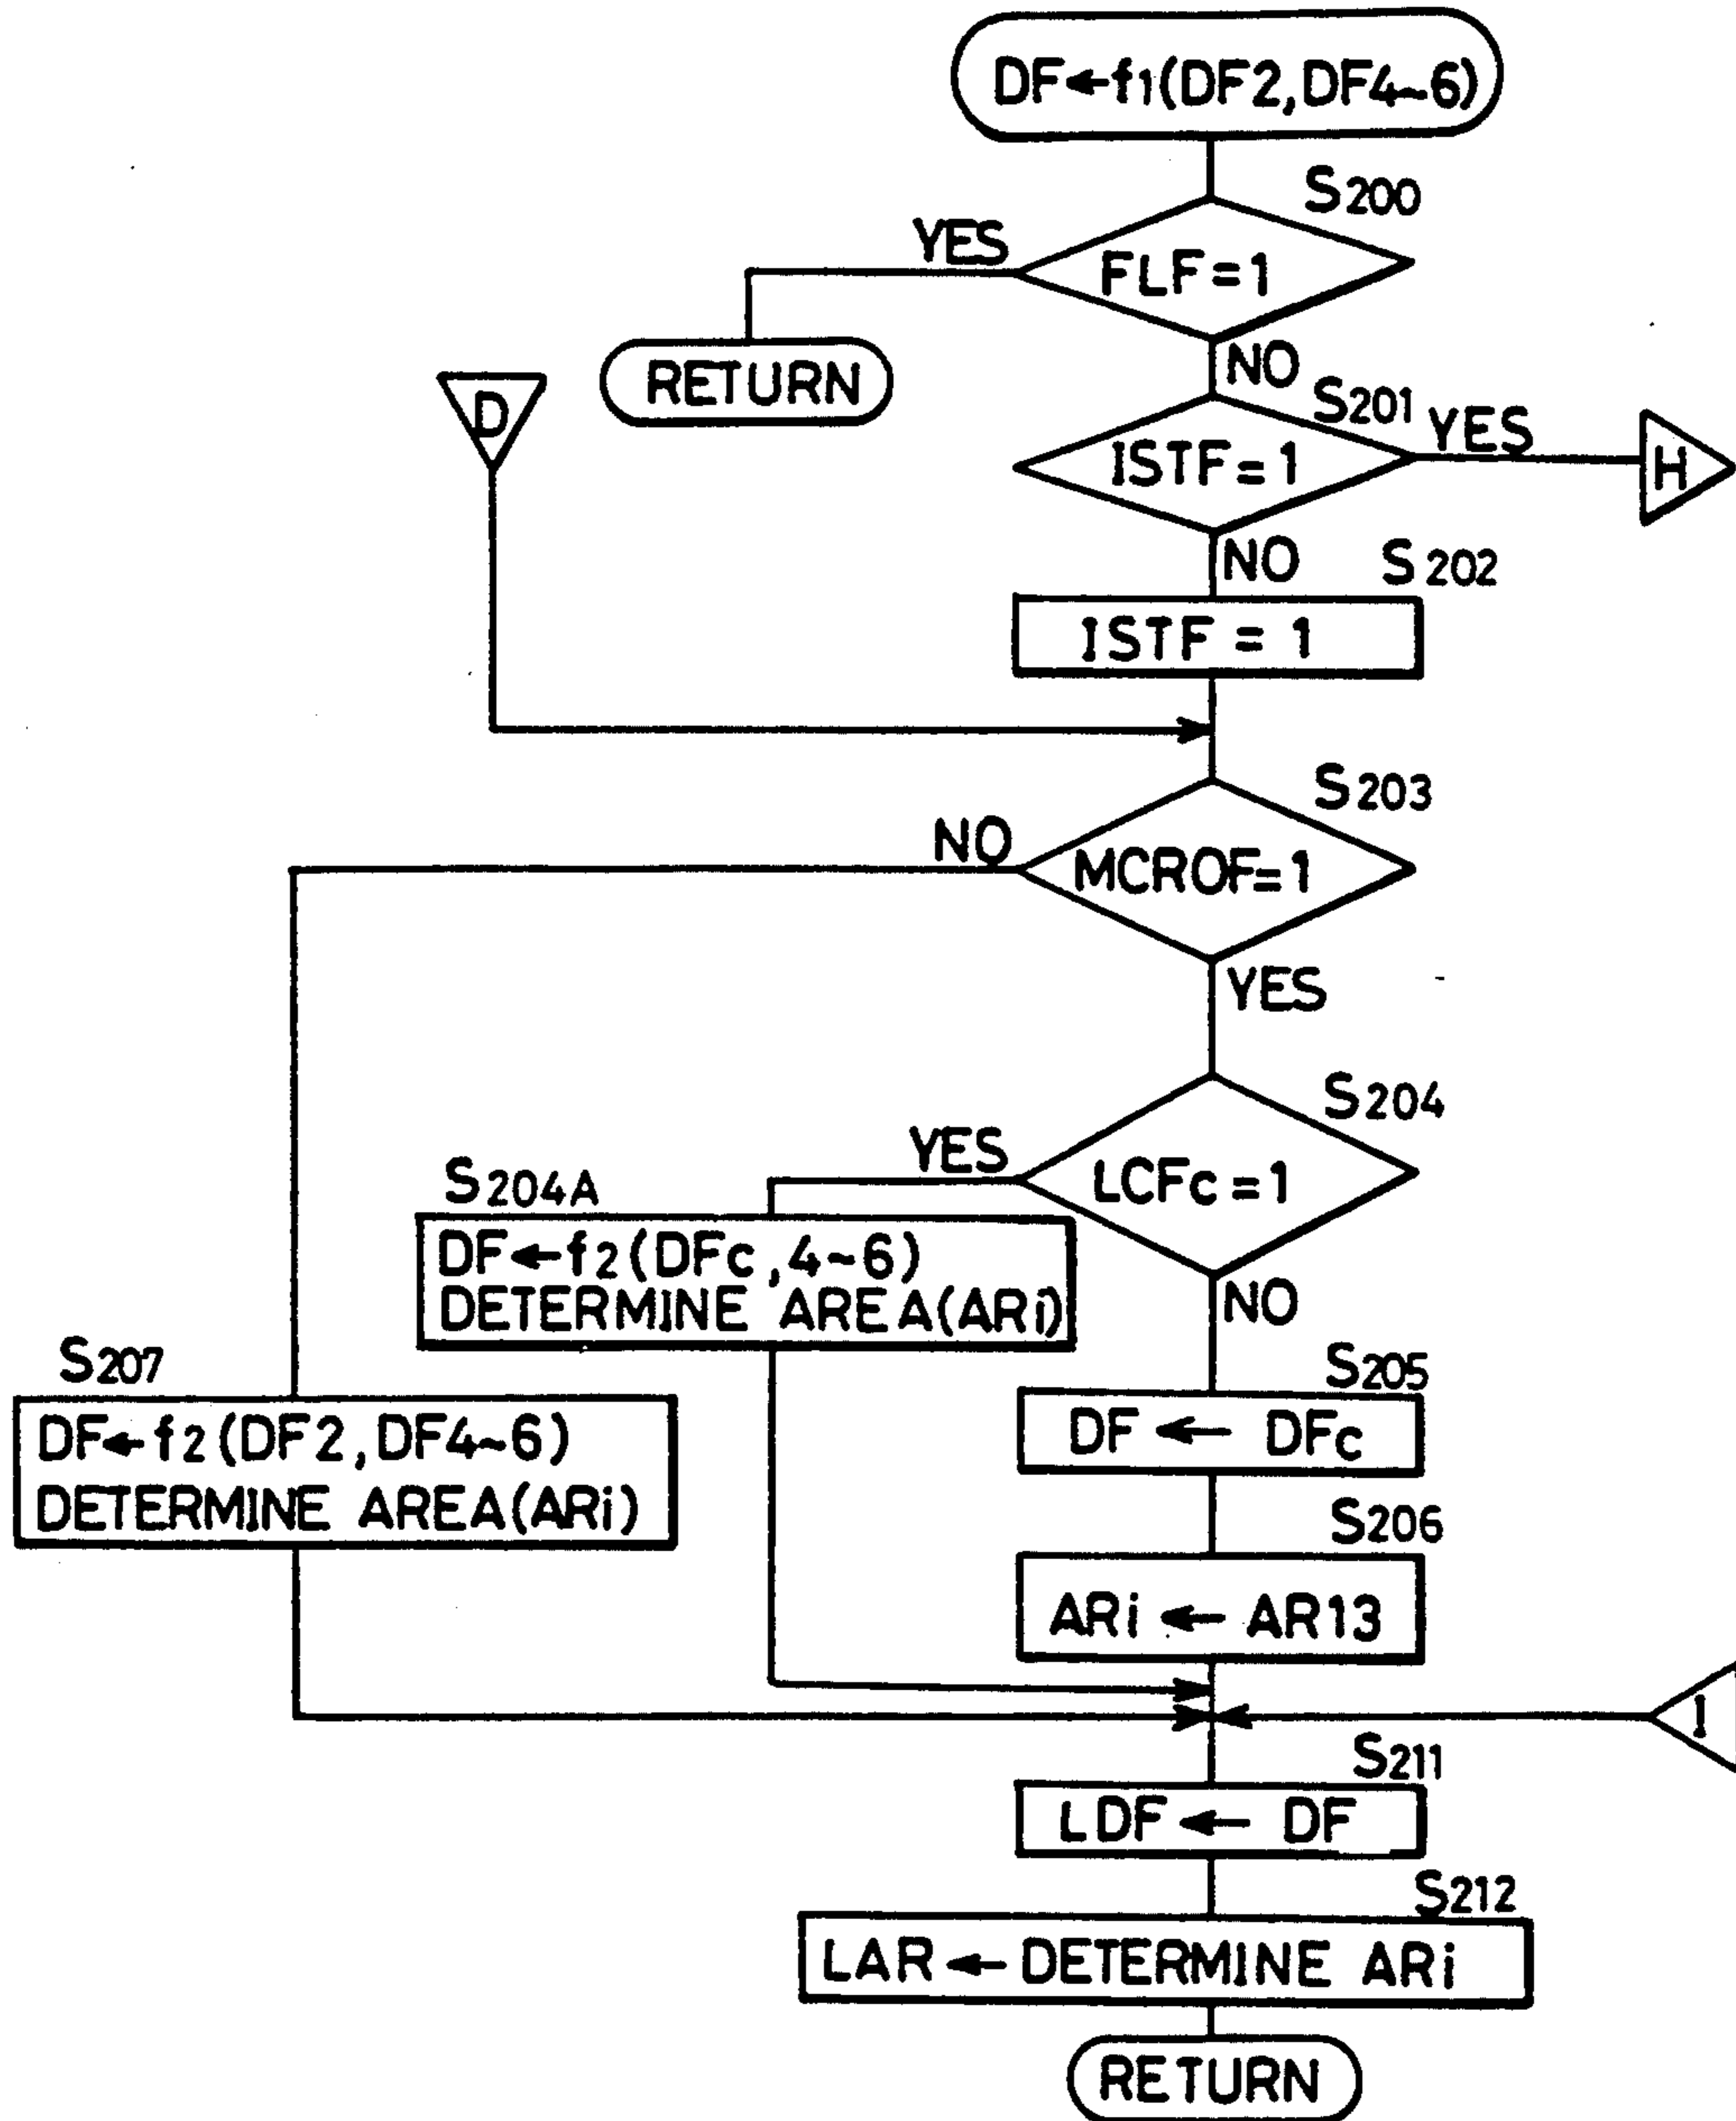 DF←f1(DF2,DF4~6)
S200
YES
FLF=1
RETURN
NO
D
S201
YES
ISTF=1
H
NO
S202
ISTF = 1
S203
NO
MCROF=1
YES
S204
YES
LCFc=1
S204A
DF←f2(DFc,4~6)
DETERMINE AREA(ARi)
NO
S207
S205
DF←f2(DF2,DF4~6)
DETERMINE AREA(ARi)
DF ← DFc
S206
ARi ← AR13
I
S211
LDF ← DF
S212
LAR ← DETERMINE ARi
RETURN